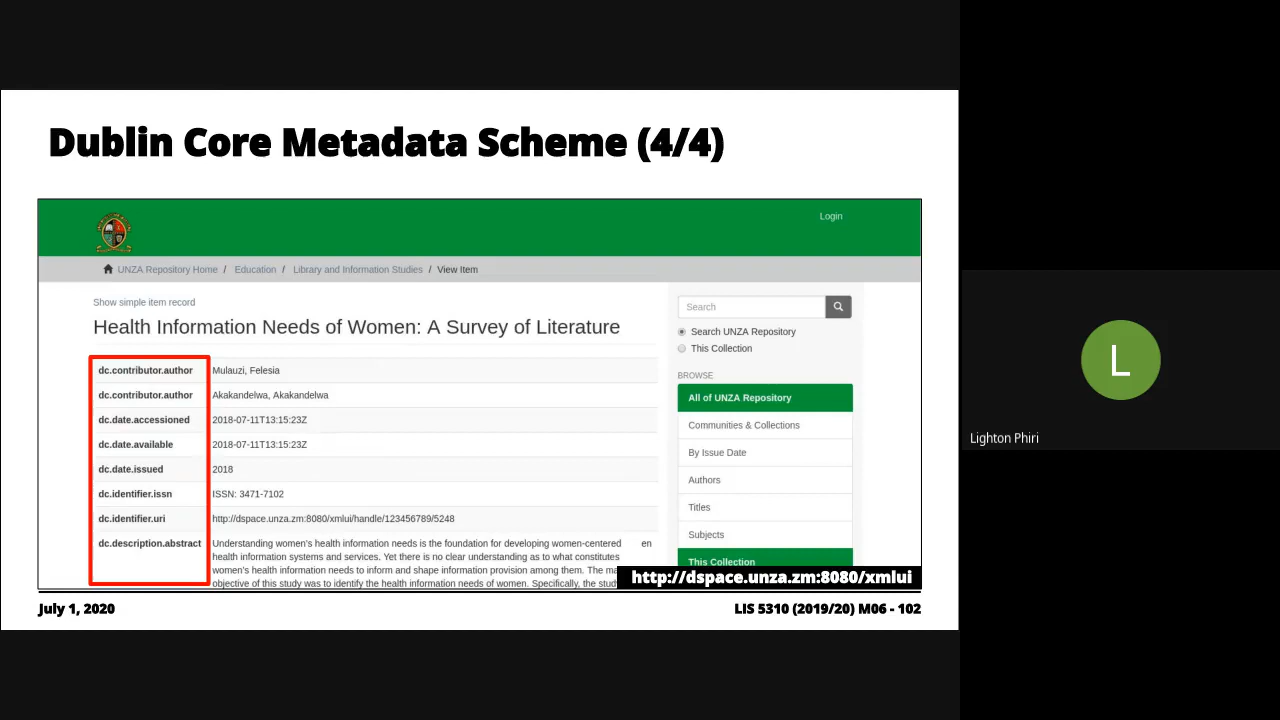 Dublin Core Metadata Scheme (4/4)
Login
UNZA Repository Home / Education / Library and Information Studies / View Item
Show simple item record
Health Information Needs of Women: A Survey of Literature
dc.contributor.author Mulauzi, Felesia
dc.contributor.author Akakandelwa, Akakandelwa
dc.date.accessioned 2018-07-11T13:15:23Z
dc.date.available 2018-07-11T13:15:23Z
dc.date.issued 2018
dc.identifier.issn ISSN: 3471-7102
dc.identifier.uri http://dspace.unza.zm:8080/xmlui/handle/123456789/5248
dc.description.abstract Understanding women's health information needs is the foundation for developing women-centered en
health information systems and services. Yet there is no clear understanding as to what constitutes
women's health information needs to inform and shape information provision among them. The ma
objective of this study was to identify the health information needs of women. Specifically, the stud
Search
Search UNZA Repository
This Collection
BROWSE
All of UNZA Repository
Communities & Collections
By Issue Date
Authors
Titles
Subjects
This Collection
http://dspace.unza.zm:8080/xmlui
July 1, 2020
LIS 5310 (2019/20) M06 - 102
L
Lighton Phiri